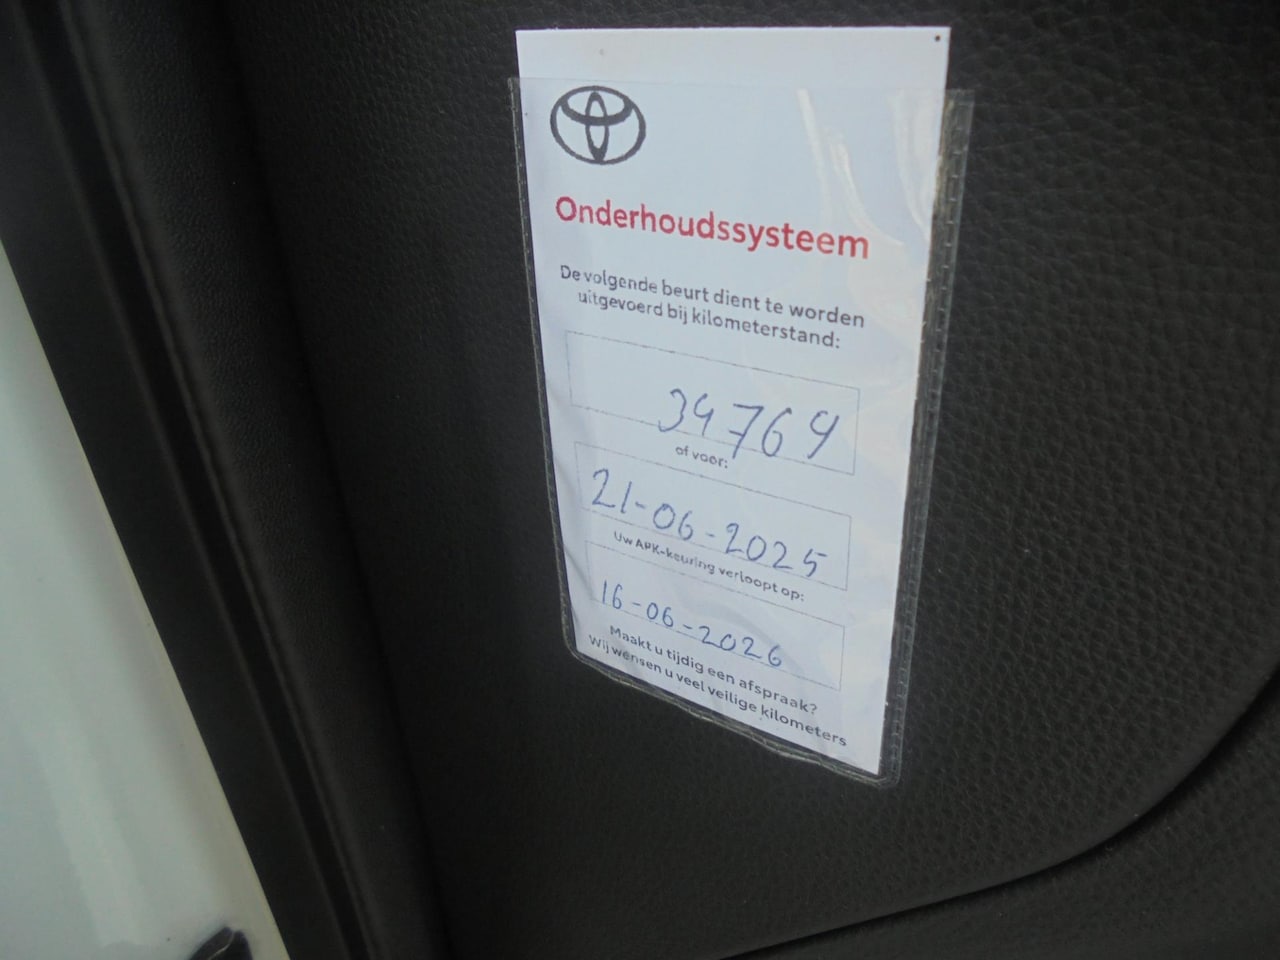 Onderhoudssysteem
De volgende beurt dient te worden
uitgevoerd bij kilometerstand:
34769
of voor:
21-06-2025
Uw APK-keuring verloopt op:
16-06-2026
Maakt u tijdig een afspraak?
Wij wensen u veel veilige kilometers